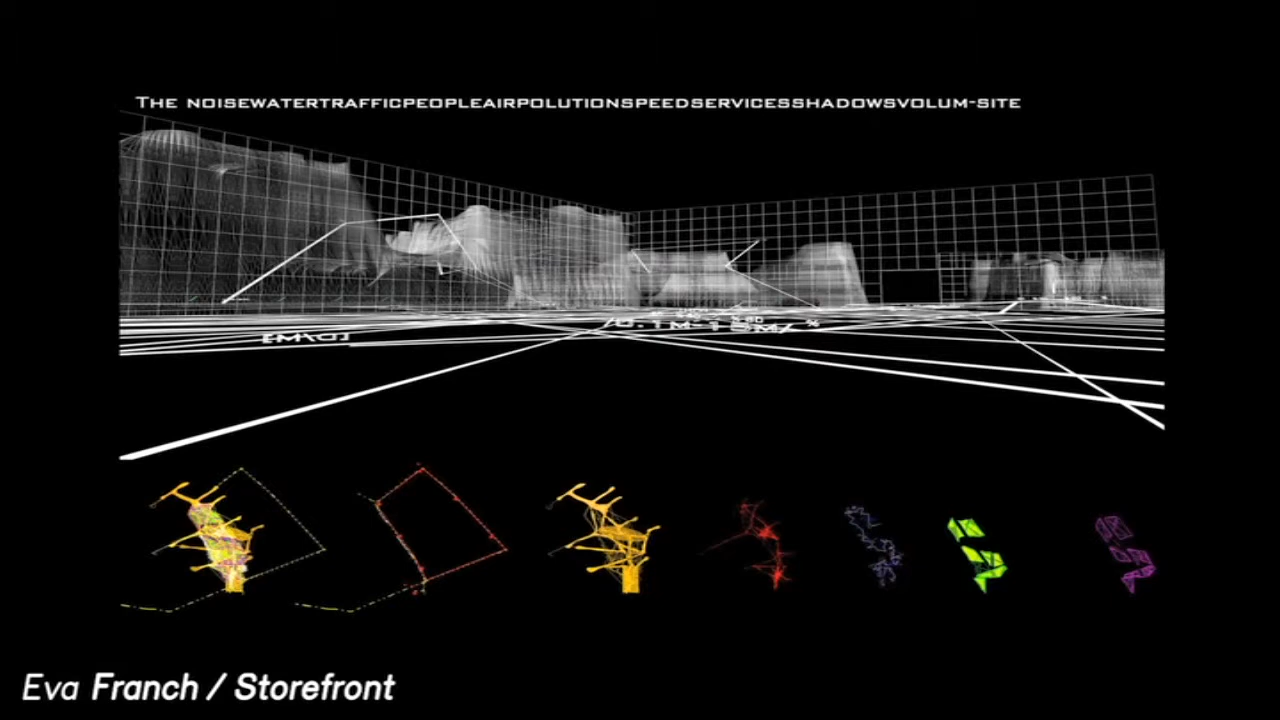 The noisewatertrafficpeopleairpolutionspeedservicesshadowsvolum-site
Eva Franch / Storefront